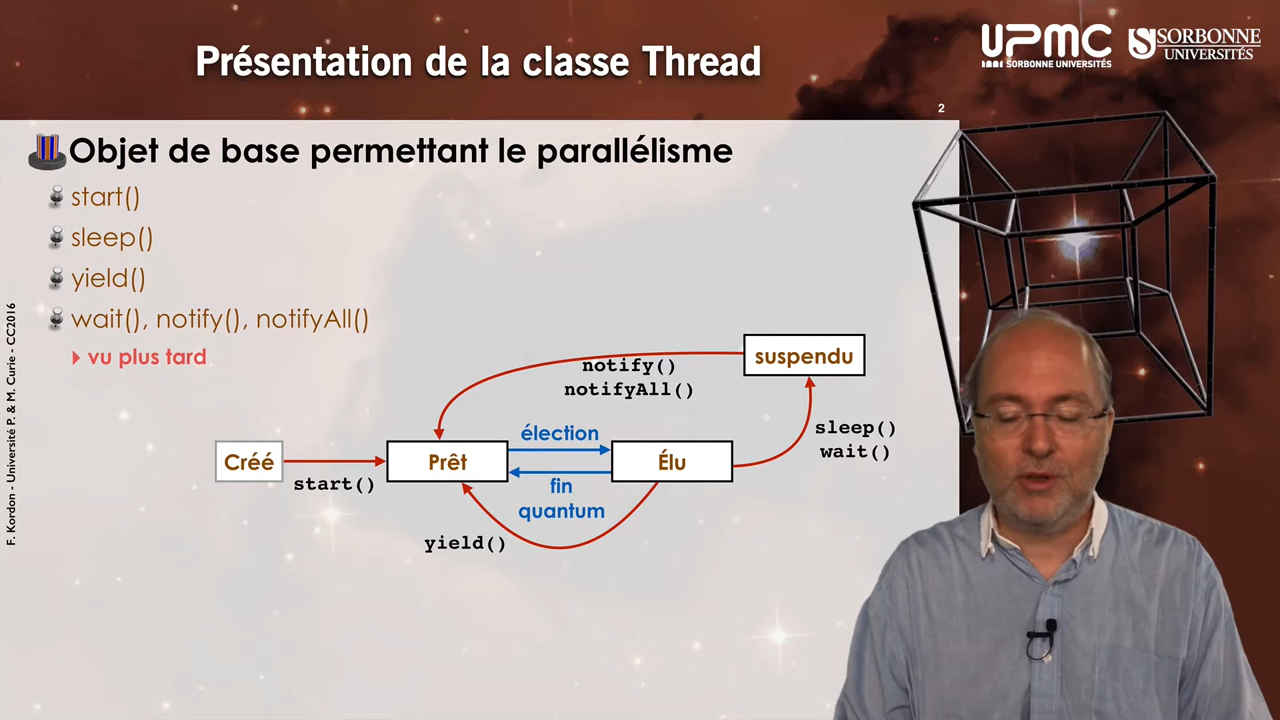 Présentation de la classe Thread
UPMC
SORBONNE UNIVERSITÉS
S SORBONNE
UNIVERSITÉS
2
Objet de base permettant le parallélisme
start()
sleep()
yield()
wait(), notify(), notifyAll()
vu plus tard
suspendu
notify()
notifyAll()
sleep()
wait()
élection
Créé
Prêt
Élu
start()
fin
quantum
yield()
F. Kordon - Université P. & M. Curie - CC2016